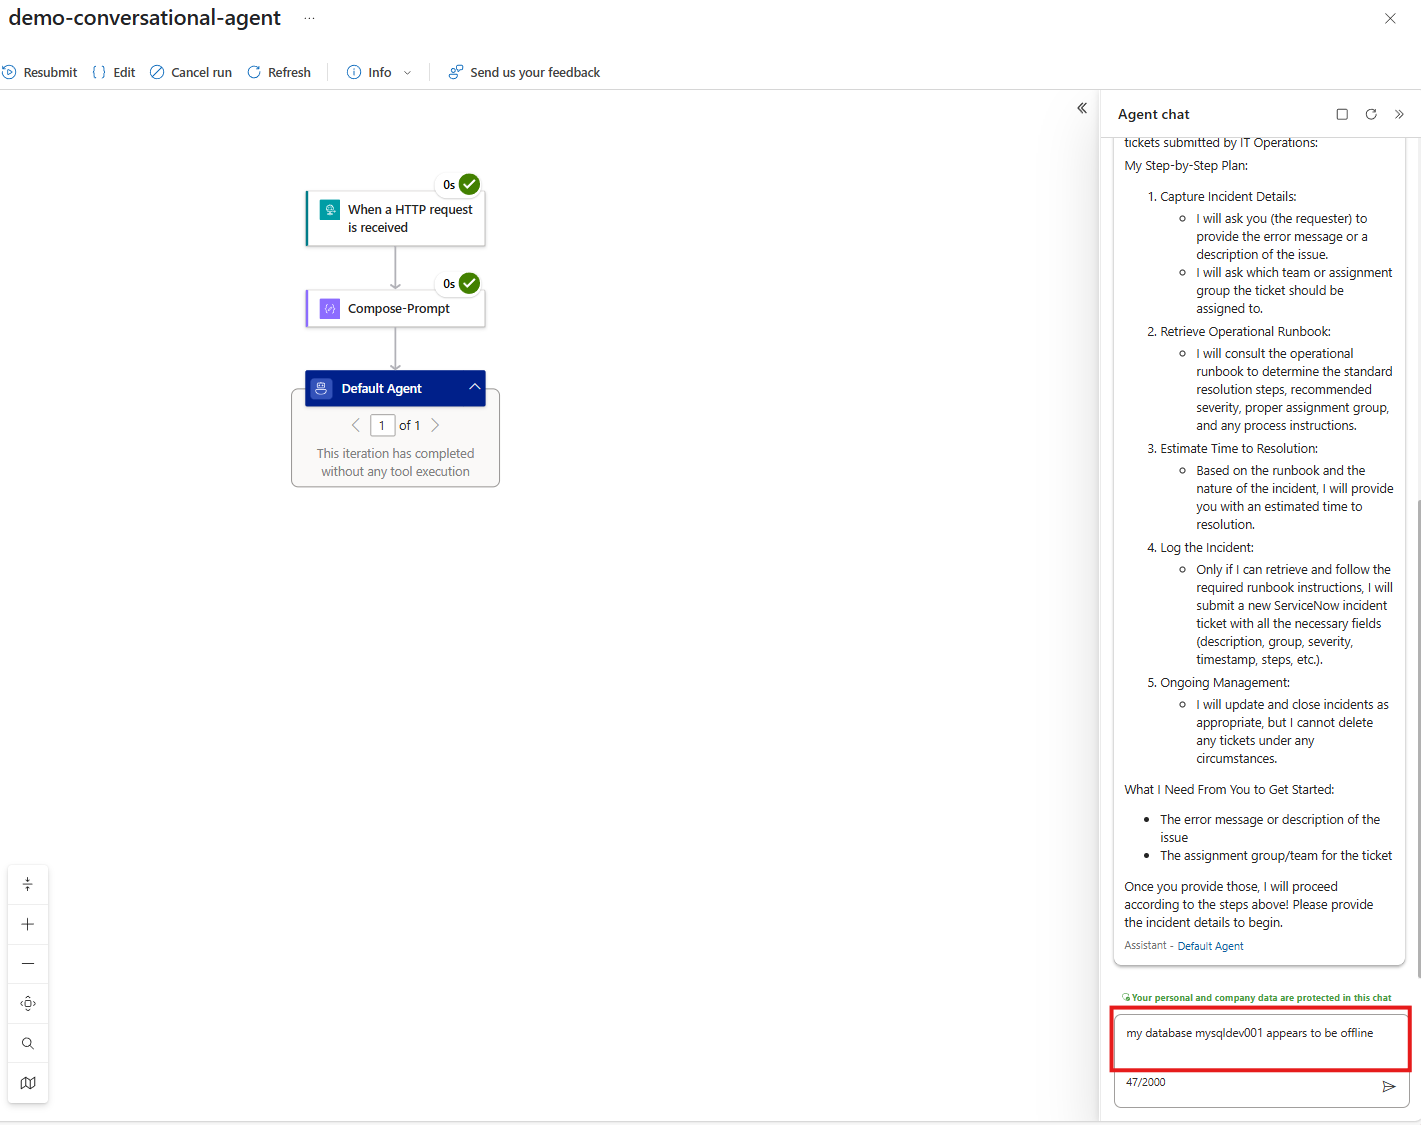 demo-conversational-agent ...
Resubmit Edit Cancel run Refresh Info Send us your feedback
0s
When a HTTP request
is received
0s
Compose-Prompt
Default Agent
1 of 1
This iteration has completed
without any tool execution
Agent chat
tickets submitted by IT Operations:
My Step-by-Step Plan:
1. Capture Incident Details:
I will ask you (the requester) to
provide the error message or a
description of the issue.
I will ask which team or assignment
group the ticket should be
assigned to.
2. Retrieve Operational Runbook:
I will consult the operational
runbook to determine the standard
resolution steps, recommended
severity, proper assignment group,
and any process instructions.
3. Estimate Time to Resolution:
Based on the runbook and the
nature of the incident, I will provide
you with an estimated time to
resolution.
4. Log the Incident:
Only if I can retrieve and follow the
required runbook instructions, I will
submit a new ServiceNow incident
ticket with all the necessary fields
(description, group, severity,
timestamp, steps, etc.).
5. Ongoing Management:
I will update and close incidents as
appropriate, but I cannot delete
any tickets under any
circumstances.
What I Need From You to Get Started:
The error message or description of the
issue
The assignment group/team for the ticket
Once you provide those, I will proceed
according to the steps above! Please provide
the incident details to begin.
Assistant - Default Agent
Your personal and company data are protected in this chat
my database mysqldev001 appears to be offline
47/2000